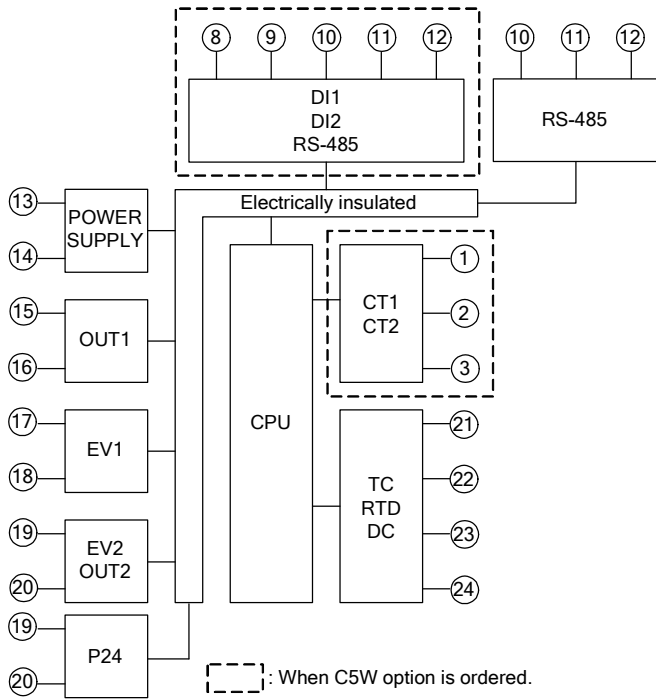 8 9 10 11 12
10 11 12
DI1
DI2
RS-485
RS-485
Electrically insulated
13
14
POWER
SUPPLY
15
16
OUT1
17
18
EV1
19
20
EV2
OUT2
19
20
P24
CPU
CT1
CT2
1
2
3
TC
RTD
DC
21
22
23
24
: When C5W option is ordered.